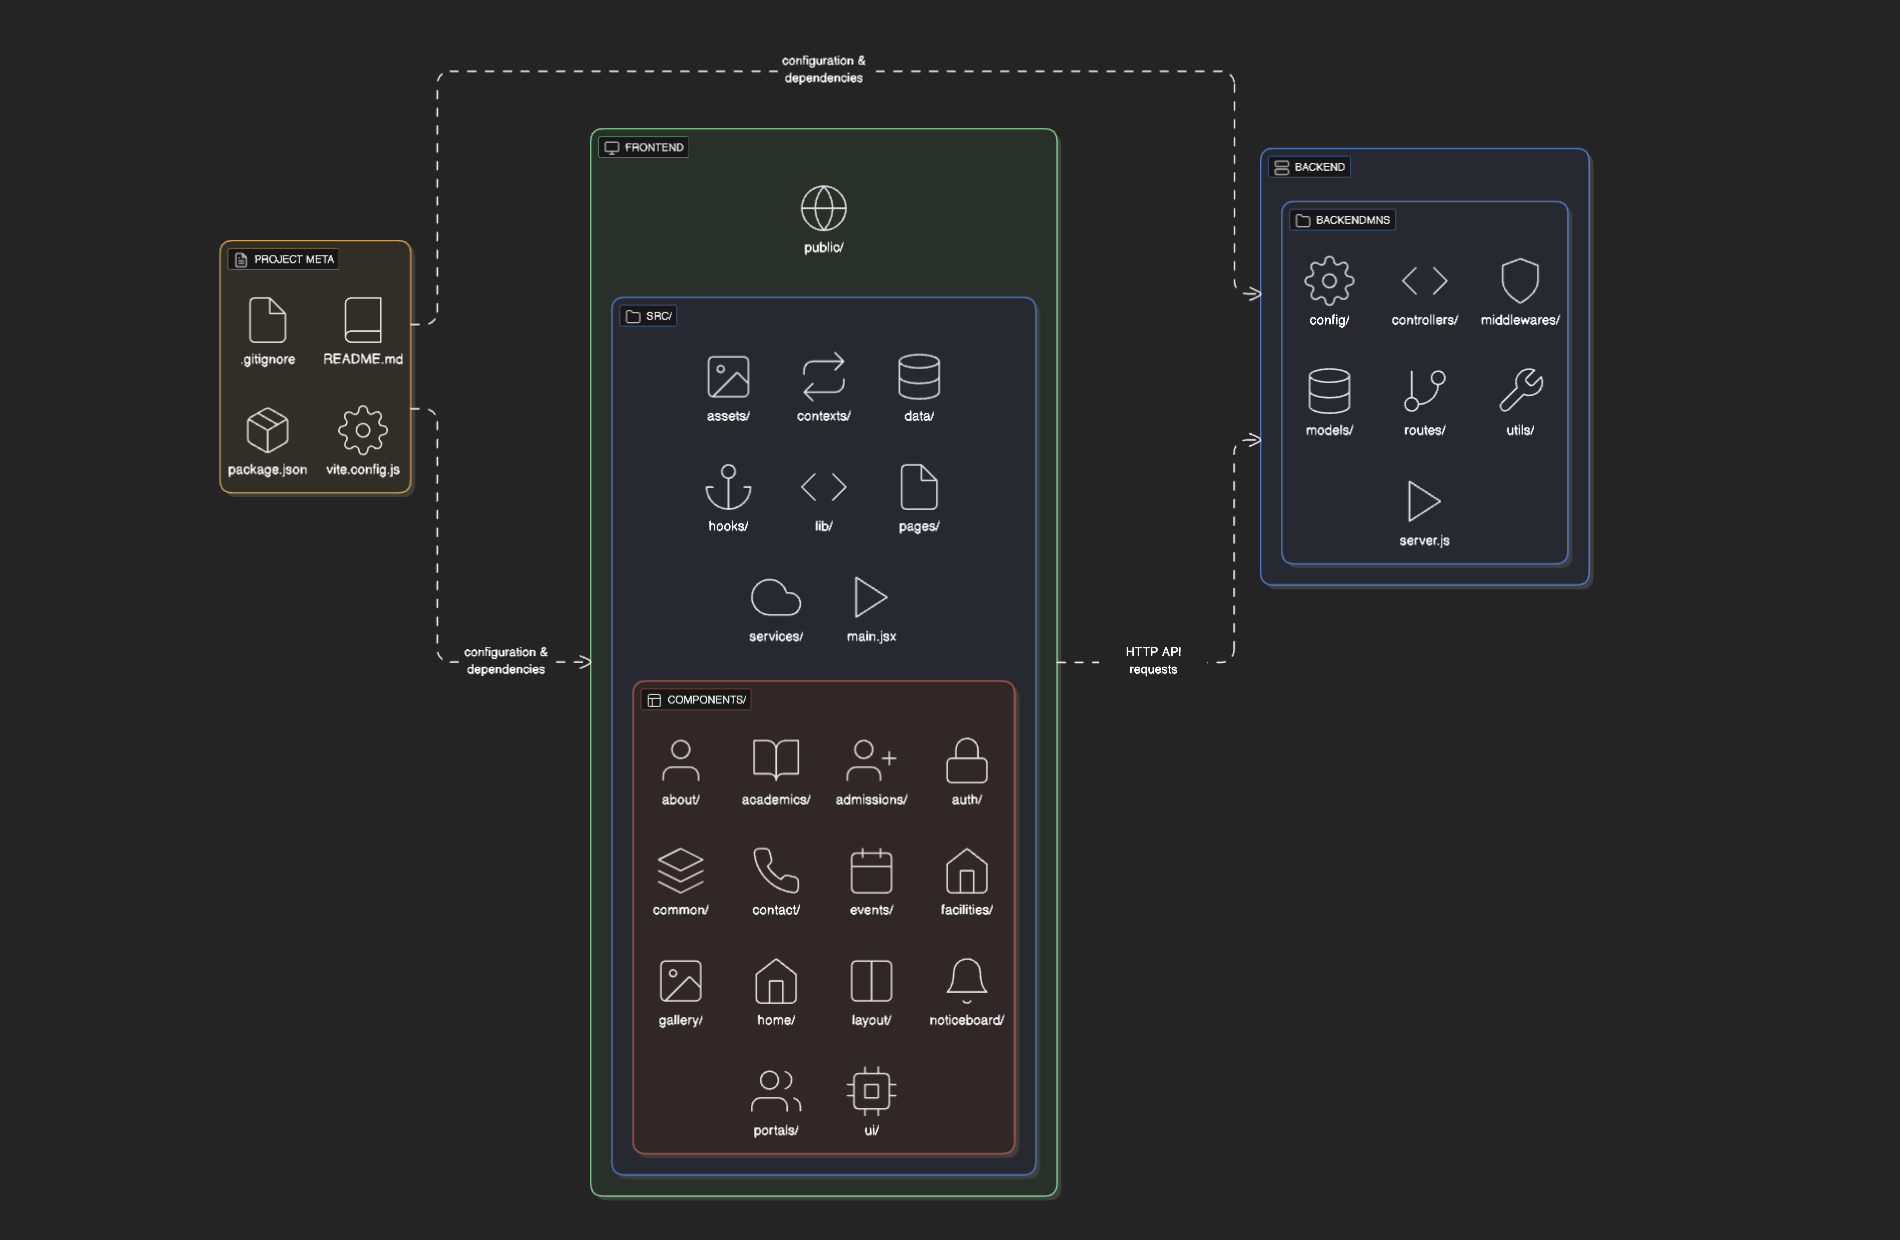 configuration &
dependencies
PROJECT META
.gitignore
README.md
package.json
vite.config.js
configuration &
dependencies
FRONTEND
public/
SRC/
assets/
contexts/
data/
hooks/
lib/
pages/
services/
main.jsx
COMPONENTS/
about/
academics/
admissions/
auth/
common/
contact/
events/
facilities/
gallery/
home/
layout/
noticeboard/
portals/
ui/
HTTP API
requests
BACKEND
BACKENDMNS
config/
controllers/
middlewares/
models/
routes/
utils/
server.js